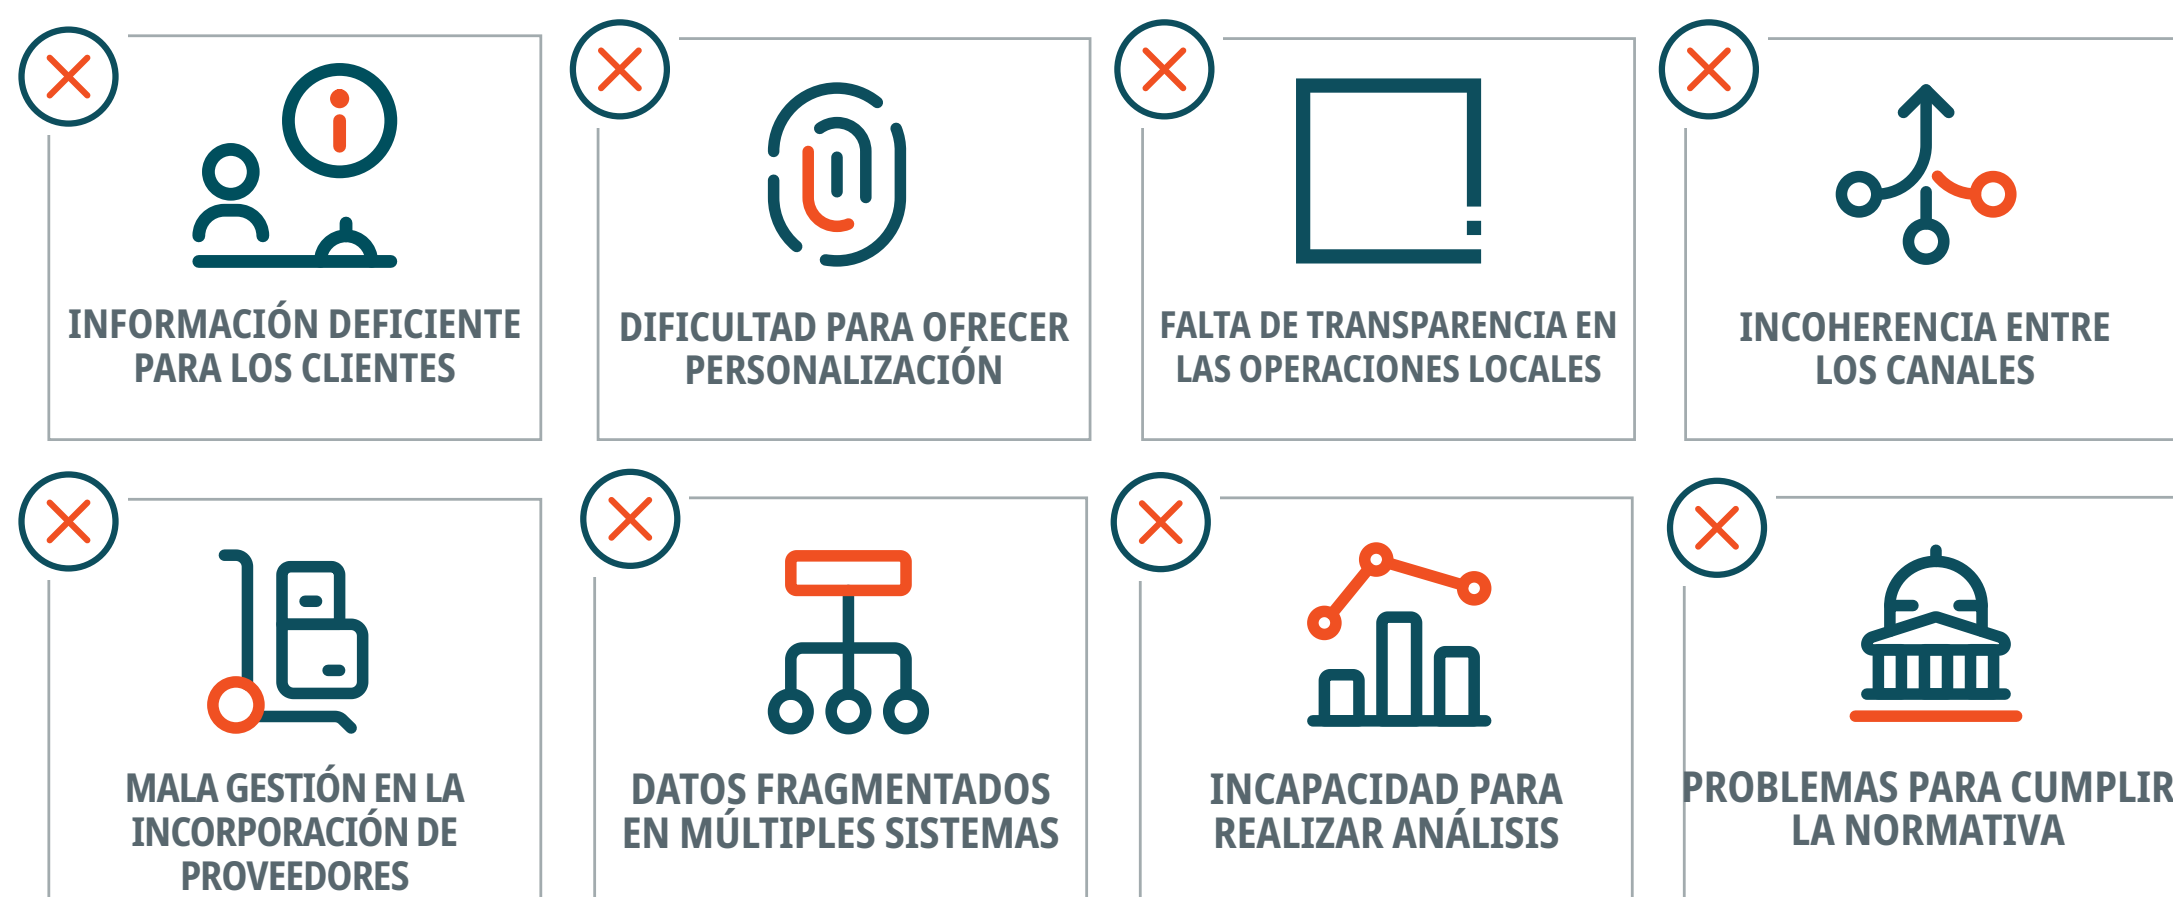 INFORMACIÓN DEFICIENTE
PARA LOS CLIENTES
DIFICULTAD PARA OFRECER
PERSONALIZACIÓN
FALTA DE TRANSPARENCIA EN
LAS OPERACIONES LOCALES
INCOHERENCIA ENTRE
LOS CANALES
MALA GESTIÓN EN LA
INCORPORACIÓN DE
PROVEEDORES
DATOS FRAGMENTADOS
EN MÚLTIPLES SISTEMAS
INCAPACIDAD PARA
REALIZAR ANÁLISIS
PROBLEMAS PARA CUMPLIR
LA NORMATIVA